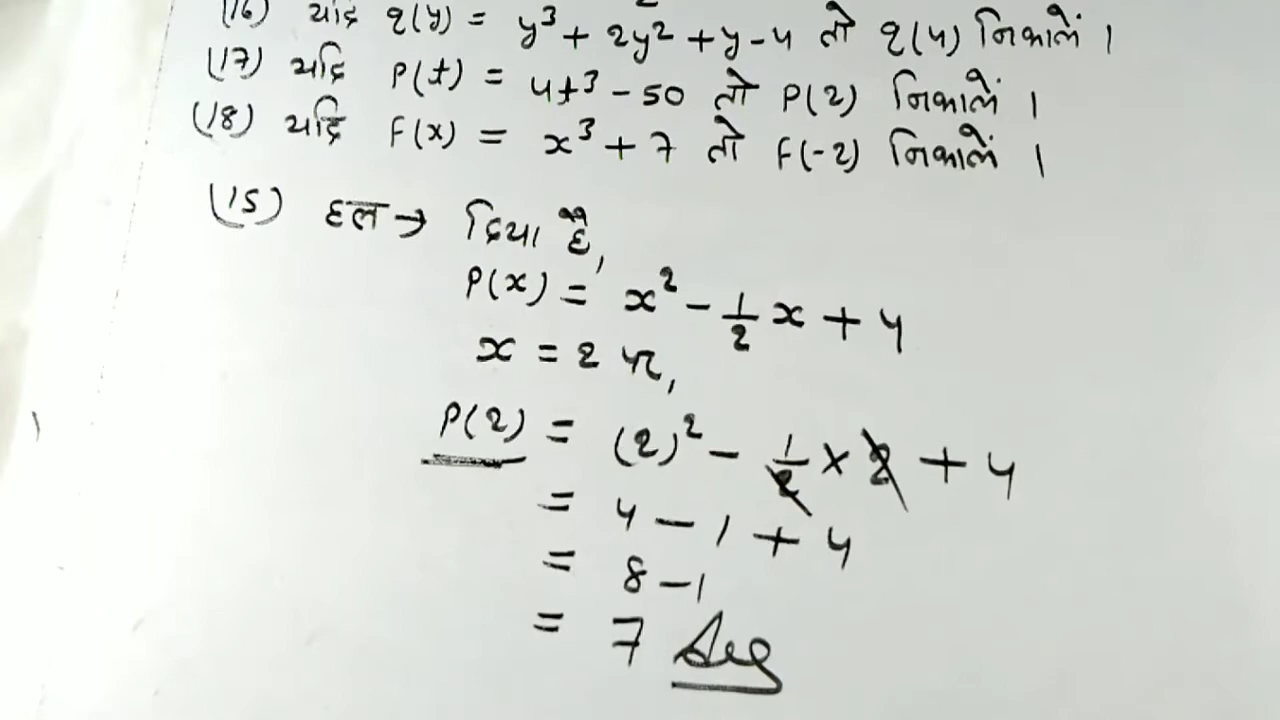 (16) यदि q(y) = y³ + 2y² + y - 4 तो q(4) निकालें ।
(17) यदि P(t) = 4t³ - 50 तो P(2) निकालें ।
(18) यदि F(x) = x³ + 7 तो F(-2) निकालें ।
(15) हल → दिया है,
P(x) = x² - 1/2 x + 4
x = 2 पर,
P(2) = (2)² - 1/2 × 2 + 4
= 4 - 1 + 4
= 8 - 1
= 7 Ans